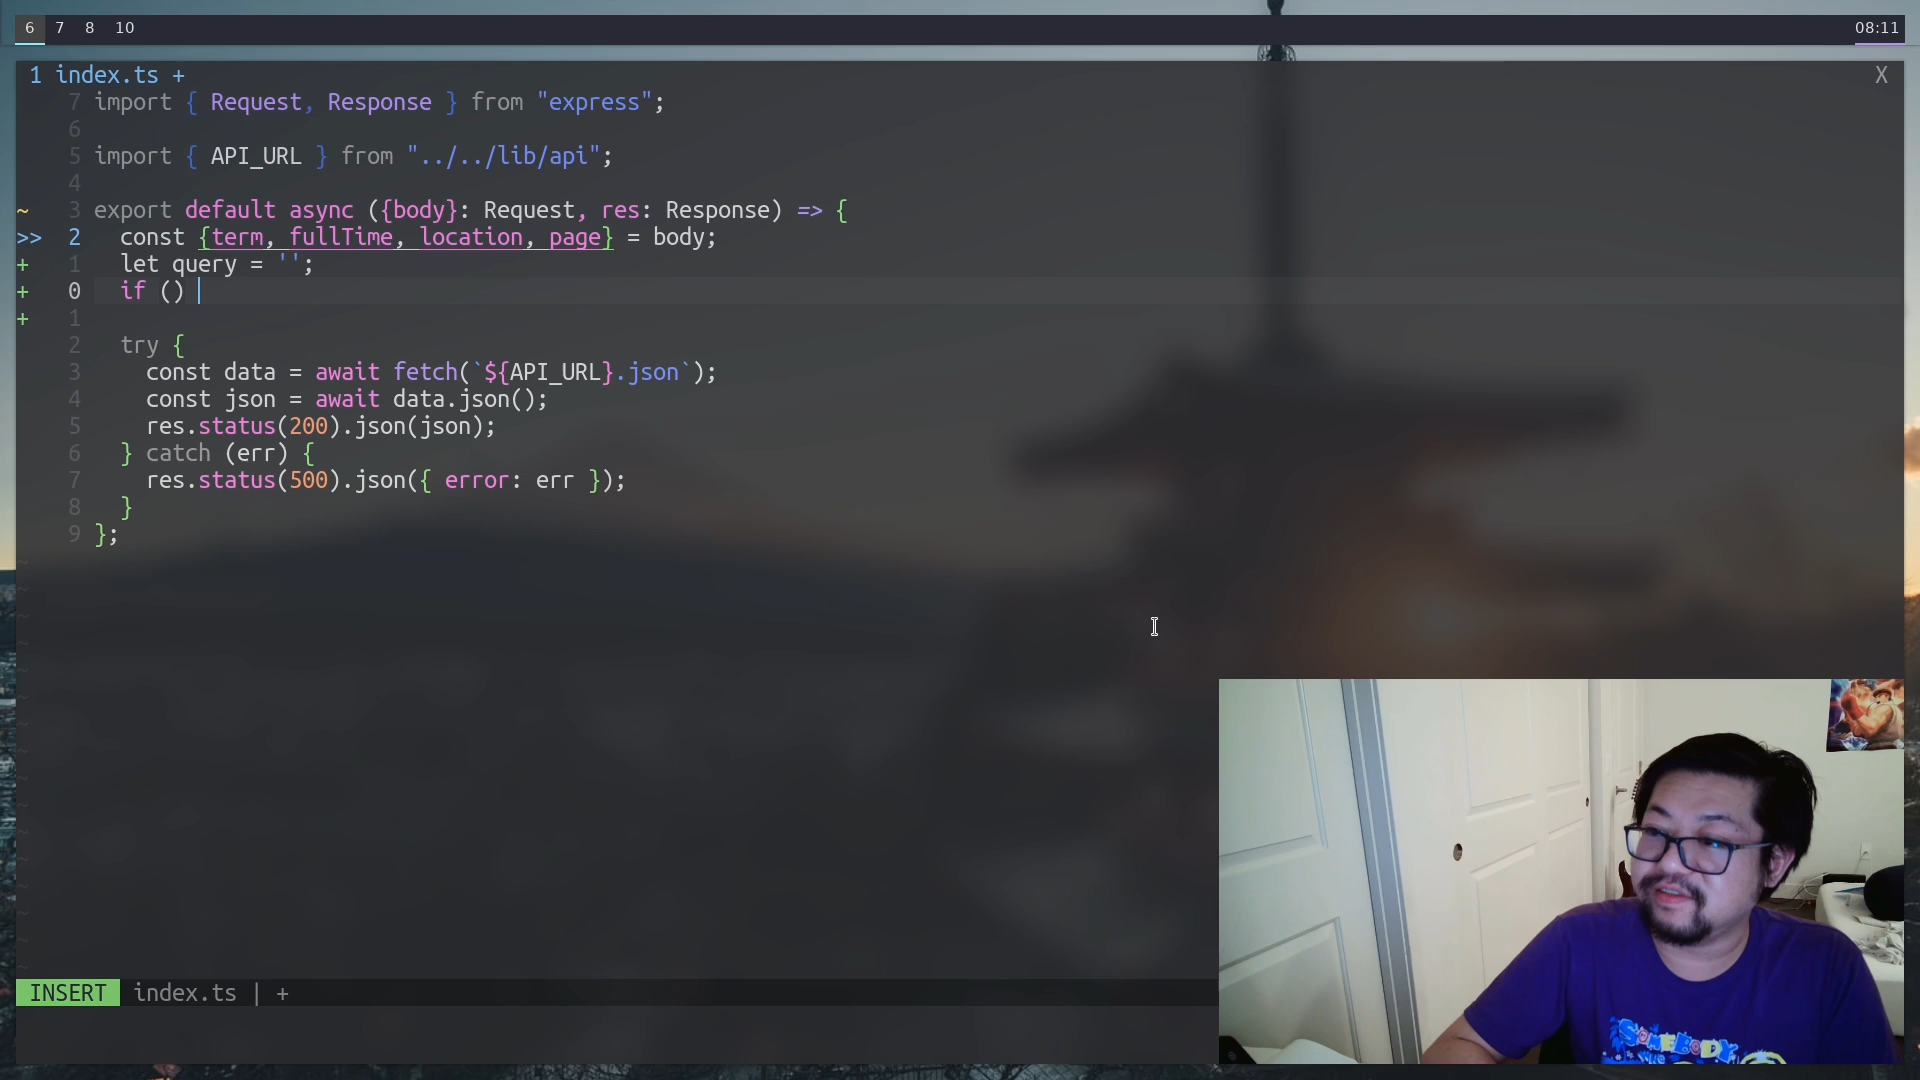 6 7 8 10 08:11
1 index.ts + X
7 import { Request, Response } from "express";
6
5 import { API_URL } from "../../lib/api";
4
~ 3 export default async ({body}: Request, res: Response) => {
>> 2 const {term, fullTime, location, page} = body;
+ 1 let query = '';
+ 0 if ()
+ 1
2 try {
3 const data = await fetch(`${API_URL}.json`);
4 const json = await data.json();
5 res.status(200).json(json);
6 } catch (err) {
7 res.status(500).json({ error: err });
8 }
9 };
INSERT index.ts | +
SOMEBODY